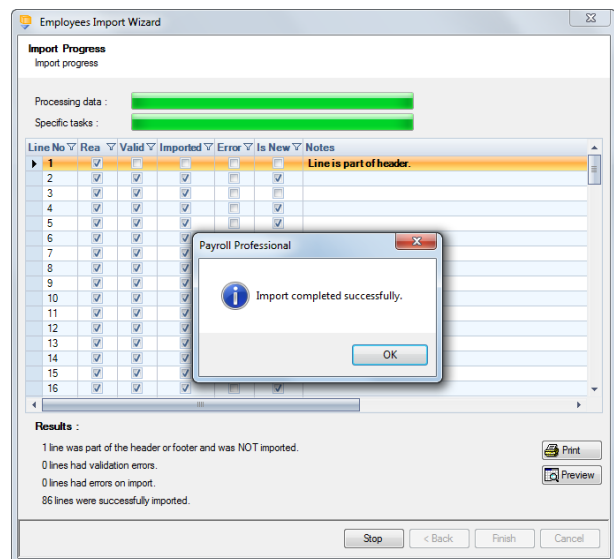 Employees Import Wizard
Import Progress
Import progress
Processing data :
Specific tasks :
Line No Rea Valid Imported Error Is New Notes
1 Line is part of header.
2
3
4
5
6
7
8
9
10
11
12
13
14
15
16
Payroll Professional
Import completed successfully.
OK
Results :
1 line was part of the header or footer and was NOT imported.
0 lines had validation errors.
0 lines had errors on import.
86 lines were successfully imported.
Print
Preview
Stop
< Back
Finish
Cancel